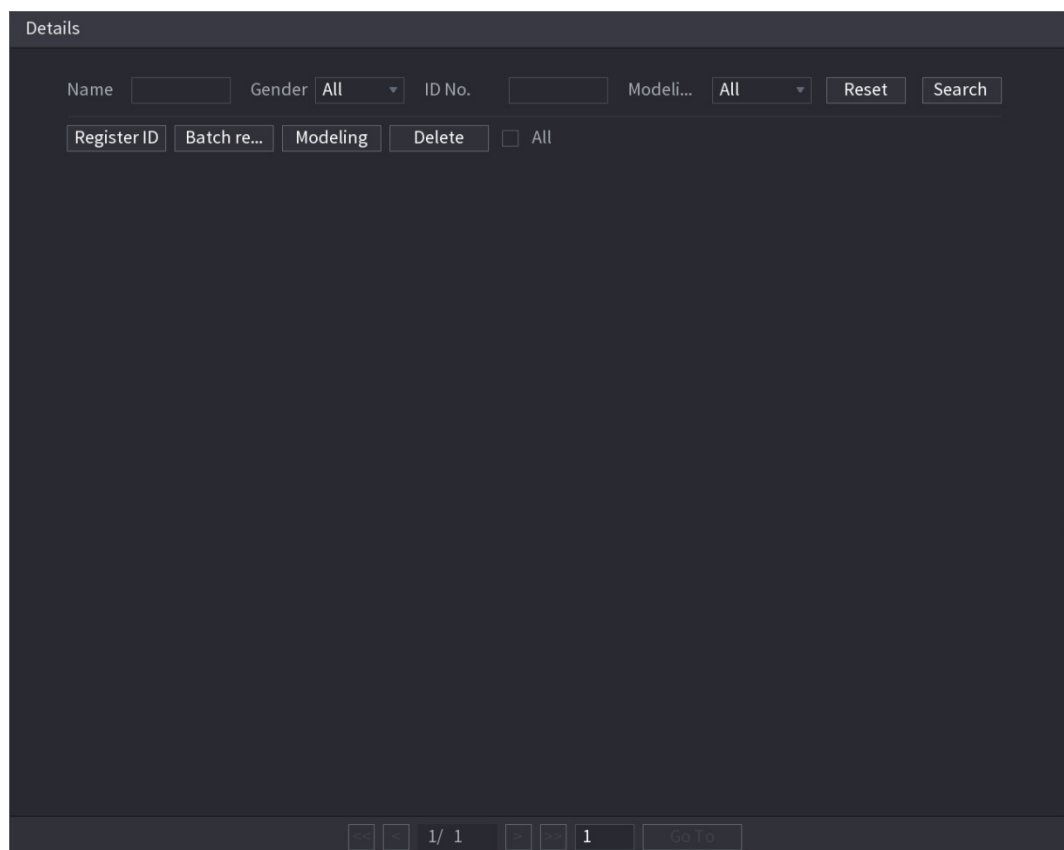 Details
Name Gender All ID No. Modeli... All Reset Search
Register ID Batch re... Modeling Delete All
<< < 1/ 1 > >> 1 Go To